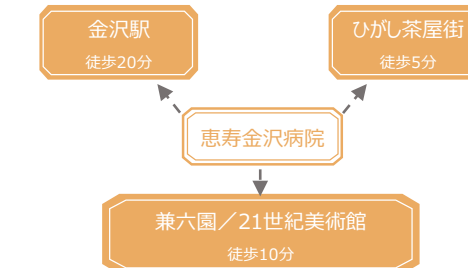 金沢駅
徒歩20分
ひがし茶屋街
徒歩5分
恵寿金沢病院
兼六園／21世紀美術館
徒歩10分